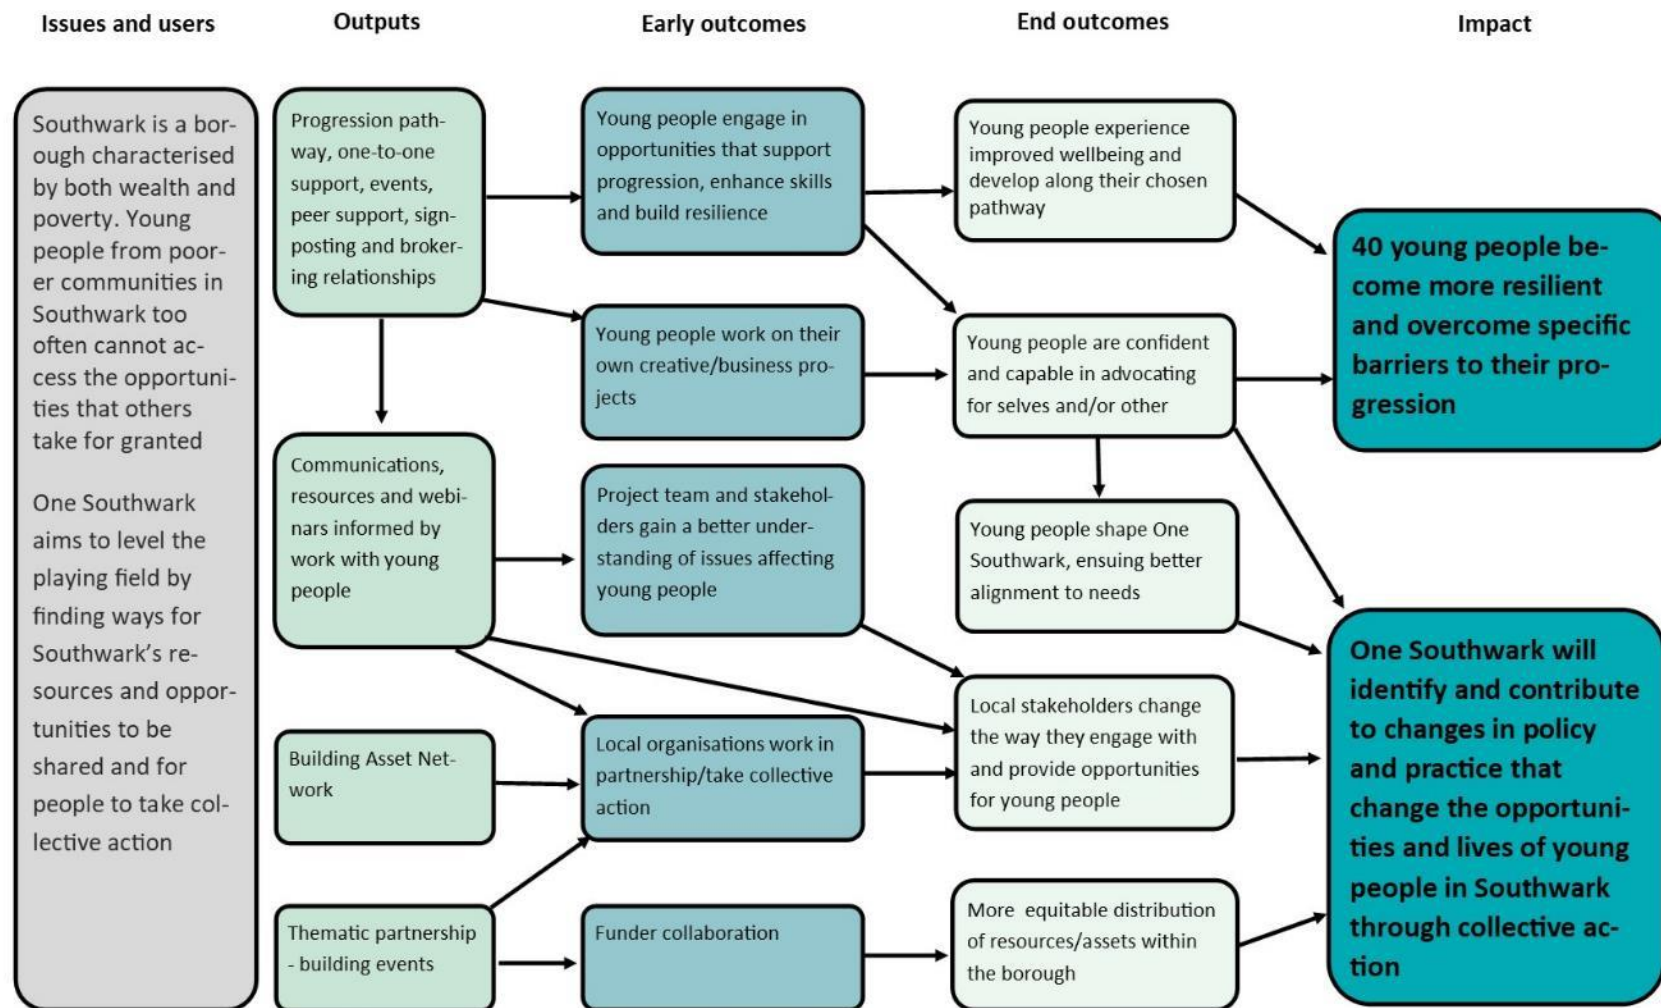 Issues and users
Outputs
Early outcomes
End outcomes
Impact
Southwark is a bor-
ough characterised
by both wealth and
poverty. Young
people from poor-
er communities in
Southwark too
often cannot ac-
cess the opportuni-
ties that others
take for granted
One Southwark
aims to level the
playing field by
finding ways for
Southwark's re-
sources and oppor-
tunities to be
shared and for
people to take col-
lective action
Progression path-
way, one-to-one
support, events,
peer support, sign-
posting and broker-
ing relationships
Communications,
resources and webi-
nars informed by
work with young
people
Building Asset Net-
work
Thematic partnership
- building events
Young people engage in
opportunities that support
progression, enhance skills
and build resilience
Young people work on their
own creative/business pro-
jects
Project team and stakehol-
ders gain a better under-
standing of issues affecting
young people
Local organisations work in
partnership/take collective
action
Funder collaboration
Young people experience
improved wellbeing and
develop along their chosen
pathway
Young people are confident
and capable in advocating
for selves and/or other
Young people shape One
Southwark, ensuing better
alignment to needs
Local stakeholders change
the way they engage with
and provide opportunities
for young people
More equitable distribution
of resources/assets within
the borough
40 young people be-
come more resilient
and overcome specific
barriers to their pro-
gression
One Southwark will
identify and contribute
to changes in policy
and practice that
change the opportuni-
ties and lives of young
people in Southwark
through collective ac-
tion